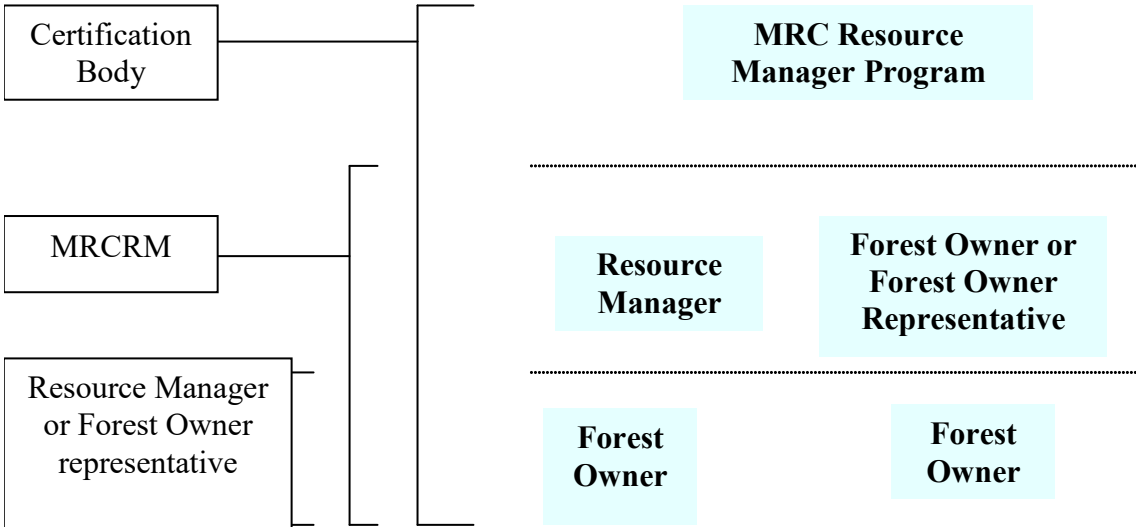 Certification
Body
MRC Resource
Manager Program
MRCRM
Resource
Manager
Forest Owner or
Forest Owner
Representative
Resource Manager
or Forest Owner
representative
Forest
Owner
Forest
Owner